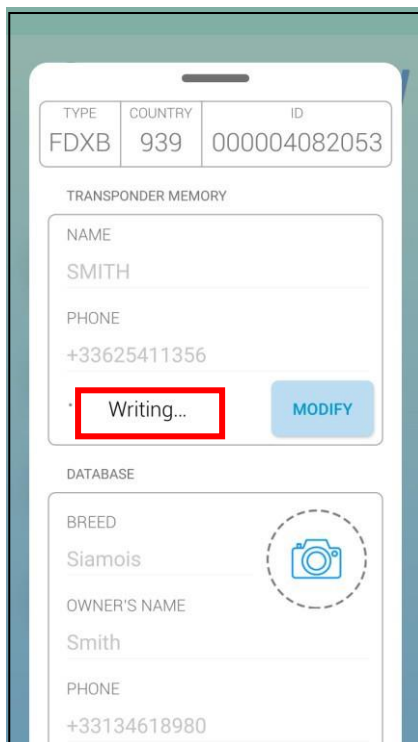 TYPE COUNTRY ID
FDXB 939 000004082053
TRANSPONDER MEMORY
NAME
SMITH
PHONE
+33625411356
Writing...
MODIFY
DATABASE
BREED
Siamois
OWNER'S NAME
Smith
PHONE
+33134618980